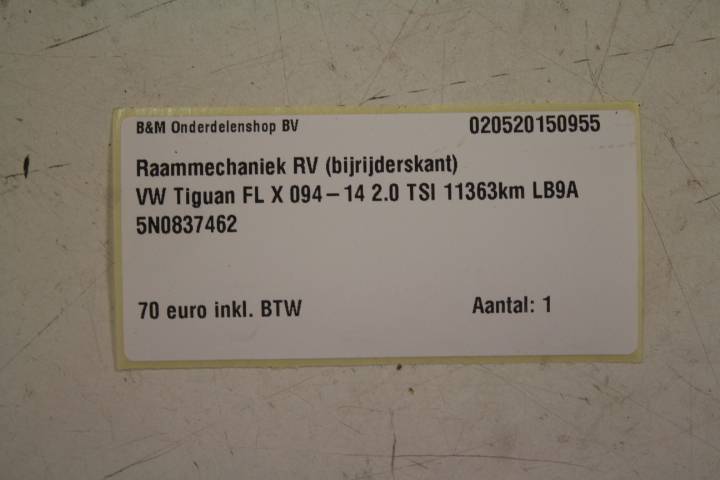 B&M Onderdelenshop BV 020520150955
Raammechaniek RV (bijrijderskant)
VW Tiguan FL X 094-14 2.0 TSI 11363km LB9A
5N0837462
70 euro inkl. BTW Aantal: 1